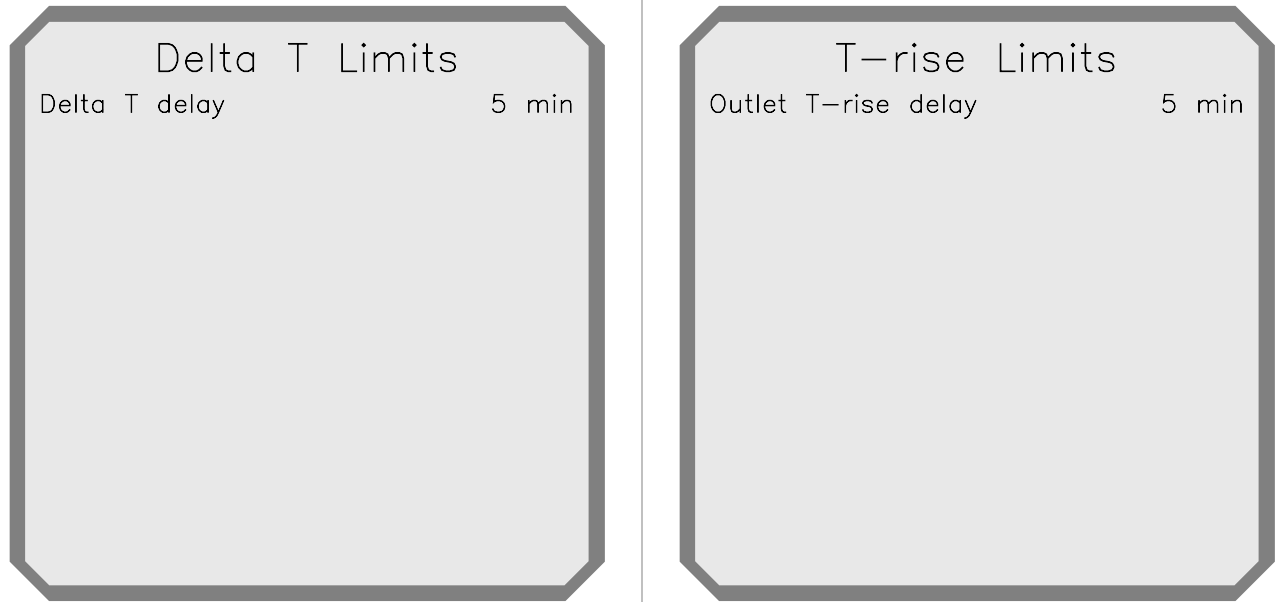 Delta T Limits
Delta T delay 5 min
T-rise Limits
Outlet T-rise delay 5 min